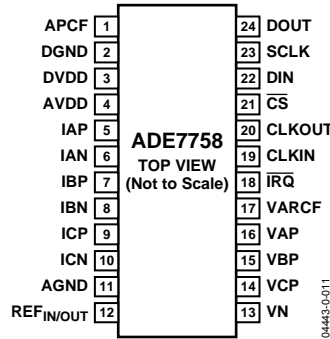 APCF 1
DGND 2
DVDD 3
AVDD 4
IAP 5
IAN 6
IBP 7
IBN 8
ICP 9
ICN 10
AGND 11
REFIN/OUT 12
ADE7758
TOP VIEW
(Not to Scale)
24 DOUT
23 SCLK
22 DIN
21 CS
20 CLKOUT
19 CLKIN
18 IRQ
17 VARCF
16 VAP
15 VBP
14 VCP
13 VN
04443-0-011